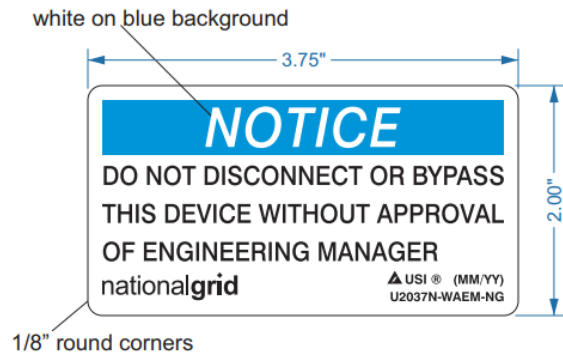 white on blue background
3.75"
NOTICE
DO NOT DISCONNECT OR BYPASS
THIS DEVICE WITHOUT APPROVAL
OF ENGINEERING MANAGER
nationalgrid
USI ® (MM/YY)
U2037N-WAEM-NG
2.00"
1/8” round corners